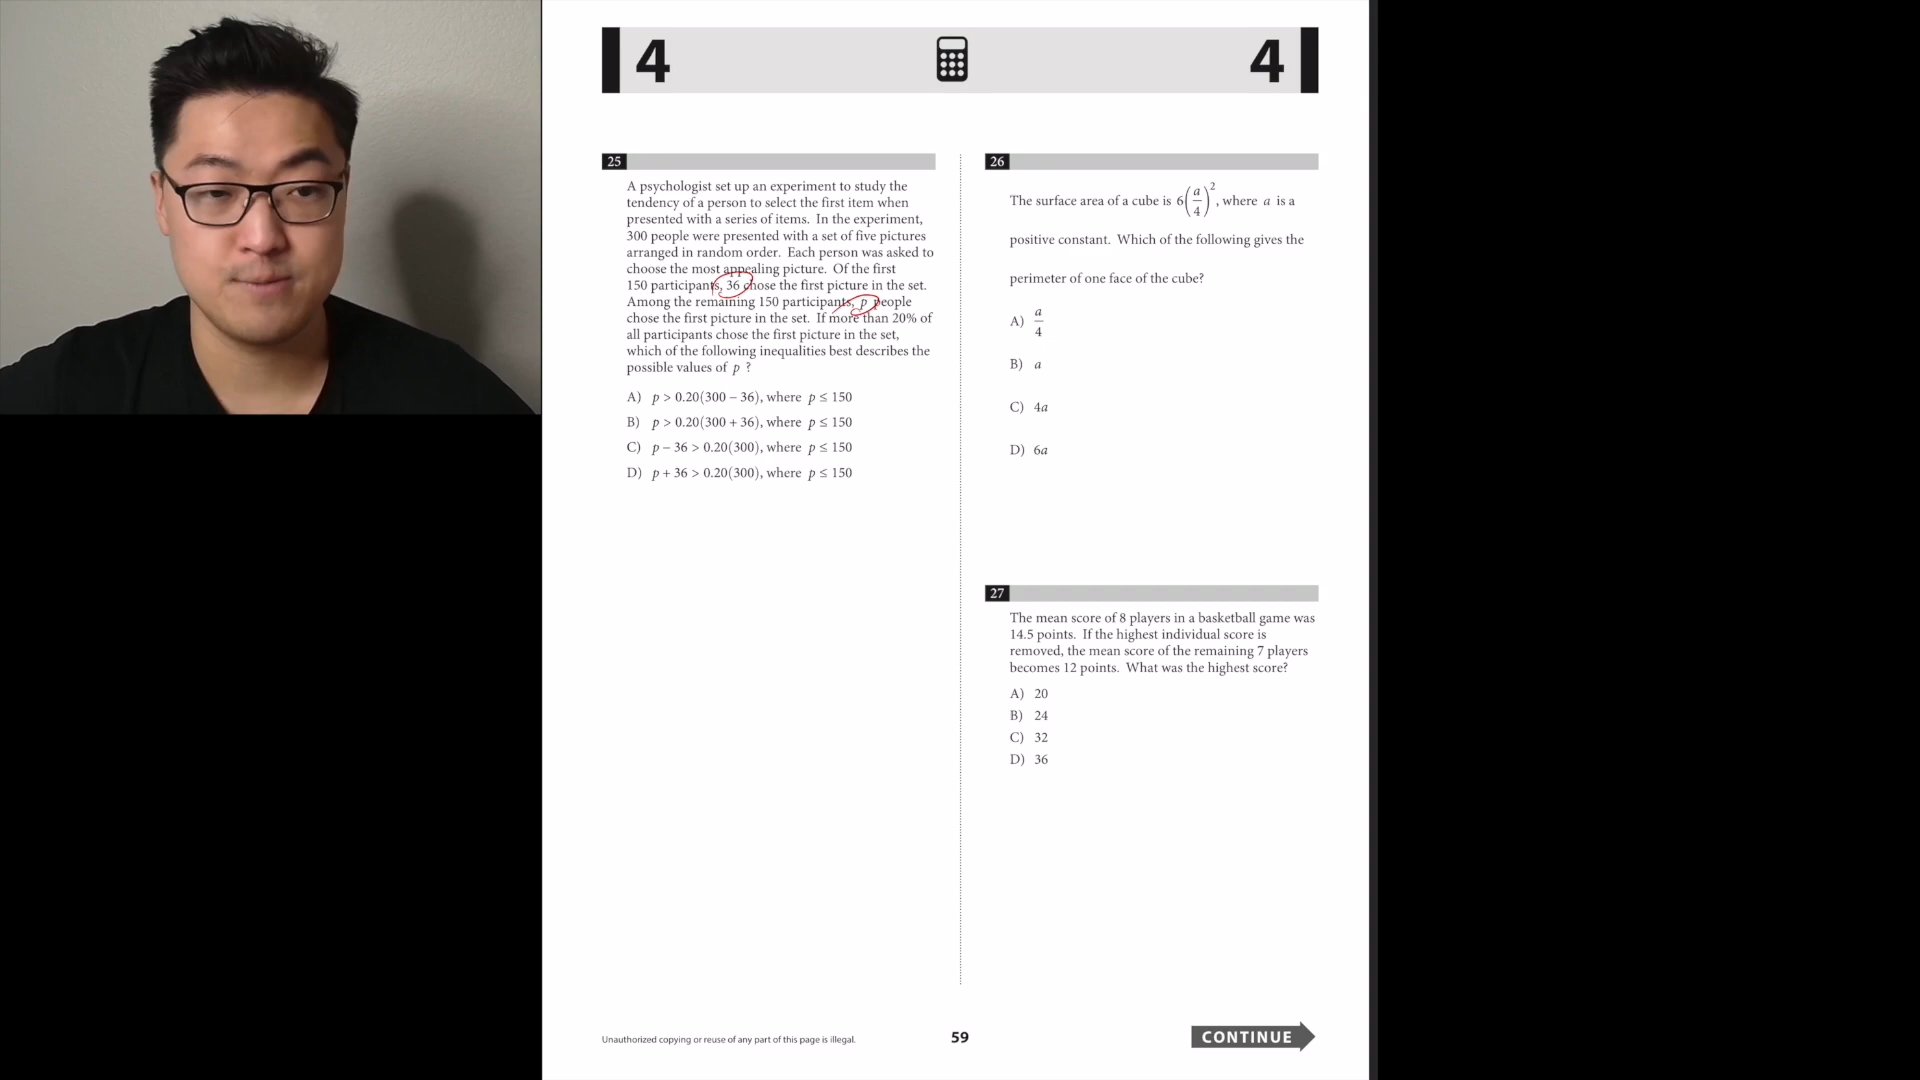 4 4
25
A psychologist set up an experiment to study the
tendency of a person to select the first item when
presented with a series of items. In the experiment,
300 people were presented with a set of five pictures
arranged in random order. Each person was asked to
choose the most appealing picture. Of the first
150 participants, 36 chose the first picture in the set.
Among the remaining 150 participants, p people
chose the first picture in the set. If more than 20% of
all participants chose the first picture in the set,
which of the following inequalities best describes the
possible values of p ?
A) p > 0.20(300 − 36), where p ≤ 150
B) p > 0.20(300 + 36), where p ≤ 150
C) p − 36 > 0.20(300), where p ≤ 150
D) p + 36 > 0.20(300), where p ≤ 150
26
The surface area of a cube is 6(a/4)², where a is a
positive constant. Which of the following gives the
perimeter of one face of the cube?
A) a/4
B) a
C) 4a
D) 6a
27
The mean score of 8 players in a basketball game was
14.5 points. If the highest individual score is
removed, the mean score of the remaining 7 players
becomes 12 points. What was the highest score?
A) 20
B) 24
C) 32
D) 36
Unauthorized copying or reuse of any part of this page is illegal.
59
CONTINUE